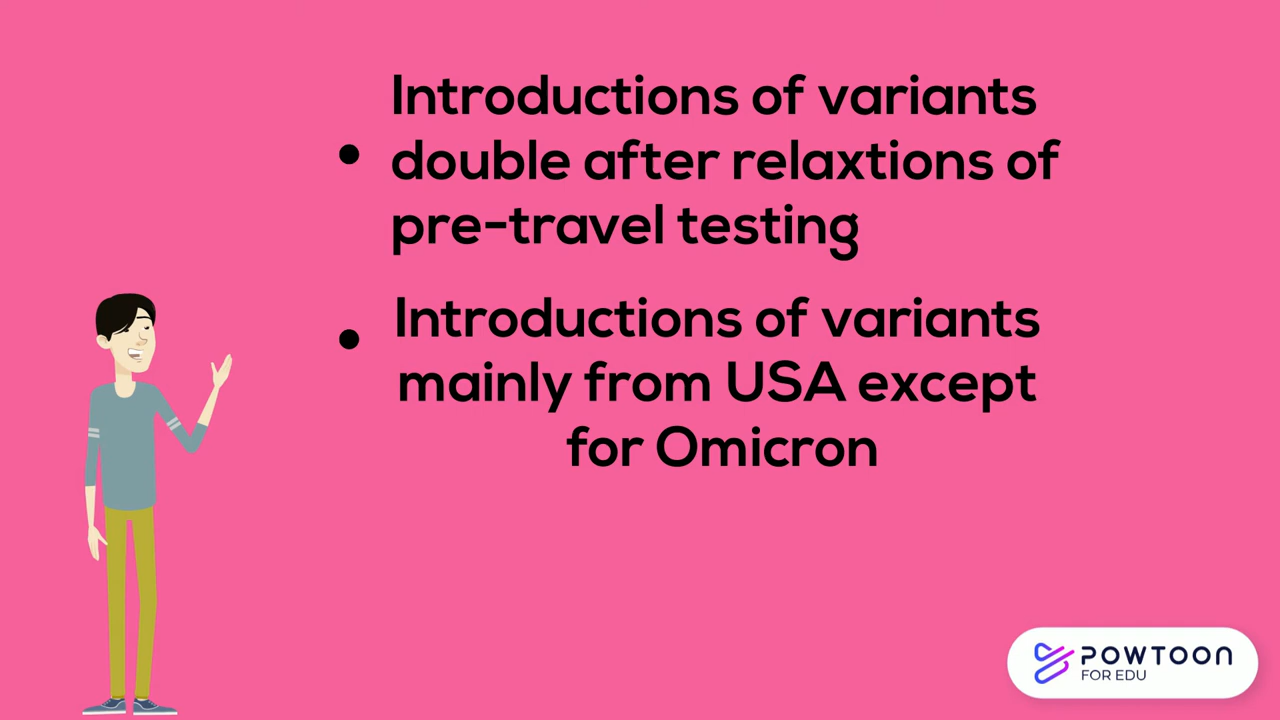 Introductions of variants
• double after relaxtions of
pre-travel testing
Introductions of variants
• mainly from USA except
for Omicron
POWTOON
FOR EDU